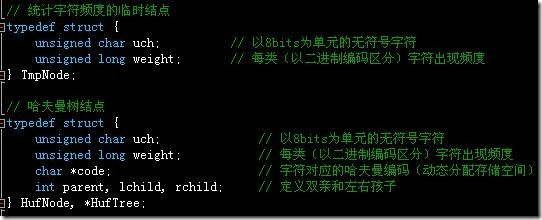 // 统计字符频度的临时结点
typedef struct {
unsigned char uch; // 以8bits为单元的无符号字符
unsigned long weight; // 每类（以二进制编码区分）字符出现频度
} TmpNode;
// 哈夫曼树结点
typedef struct {
unsigned char uch; // 以8bits为单元的无符号字符
unsigned long weight; // 每类（以二进制编码区分）字符出现频度
char *code; // 字符对应的哈夫曼编码（动态分配存储空间）
int parent, lchild, rchild; // 定义双亲和左右孩子
} HufNode, *HufTree;